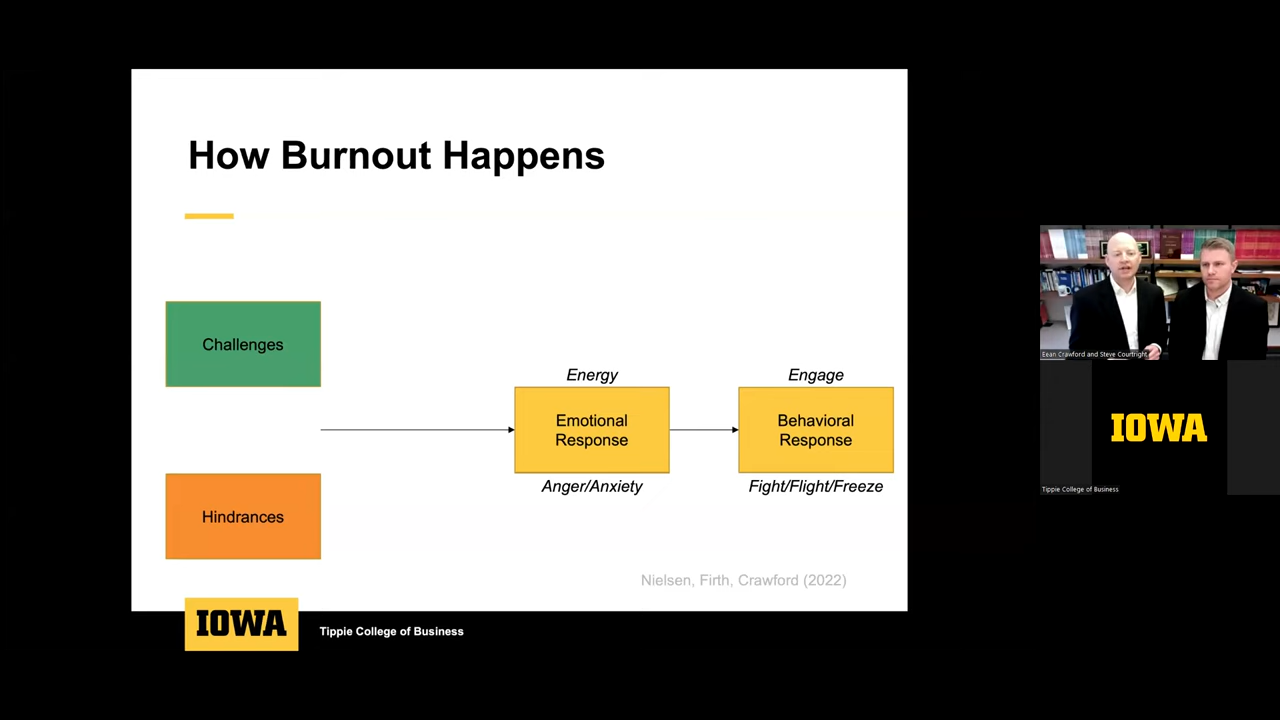 How Burnout Happens
Challenges
Energy
Engage
Emotional
Response
Behavioral
Response
Anger/Anxiety
Fight/Flight/Freeze
Hindrances
Nielsen, Firth, Crawford (2022)
IOWA
Tippie College of Business
Eean Crawford and Steve Courtright
IOWA
Tippie College of Business